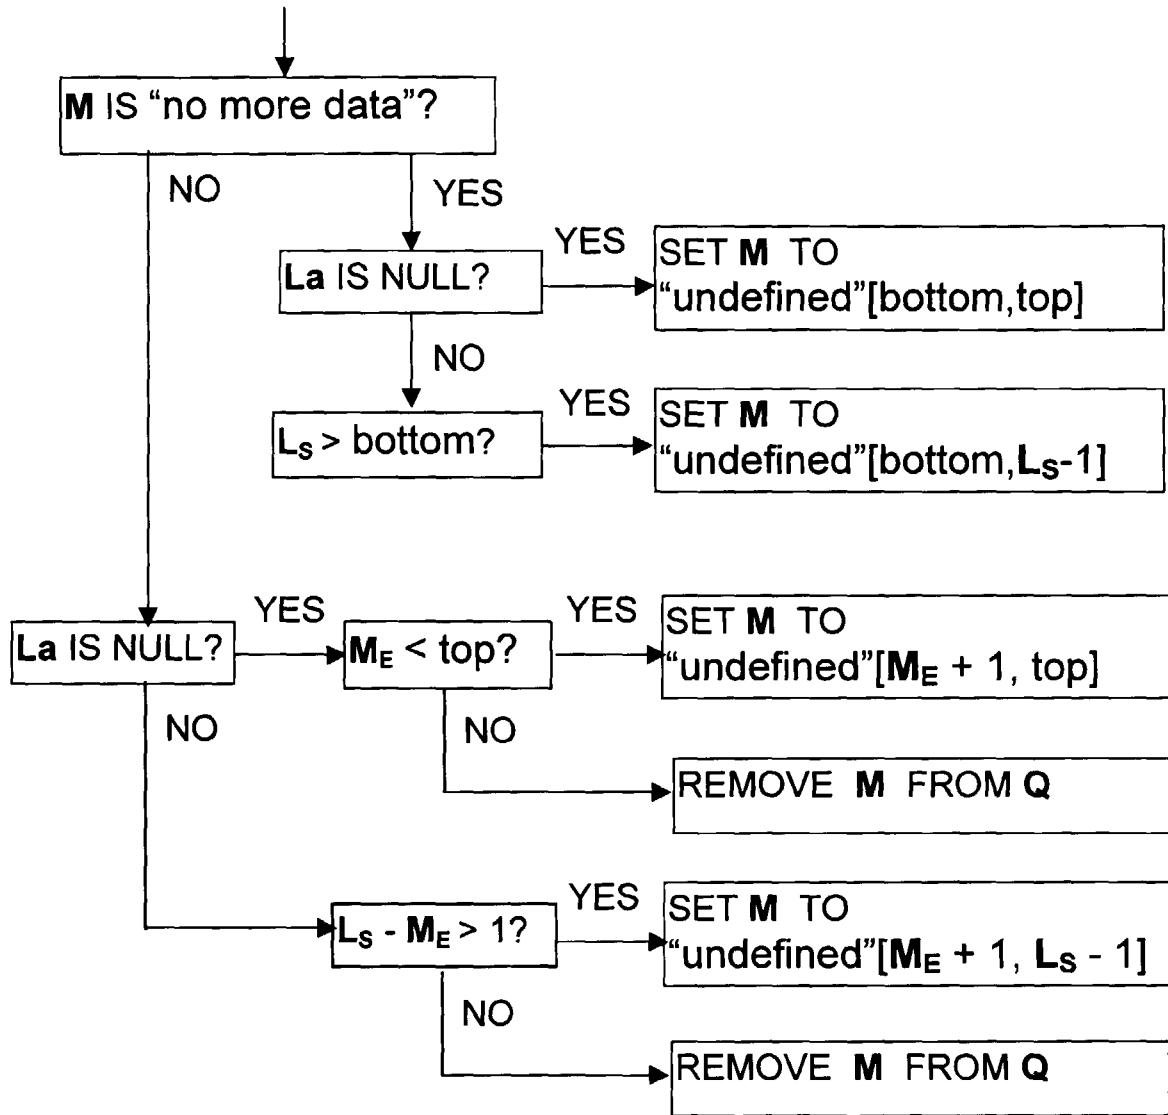 M IS “no more data”?
NO
YES
La IS NULL?
YES
SET M TO
“undefined”[bottom,top]
NO
LS > bottom?
YES
SET M TO
“undefined”[bottom,LS-1]
La IS NULL?
YES
ME < top?
YES
SET M TO
“undefined”[ME + 1, top]
NO
NO
REMOVE M FROM Q
LS - ME > 1?
YES
SET M TO
“undefined”[ME + 1, LS - 1]
NO
REMOVE M FROM Q